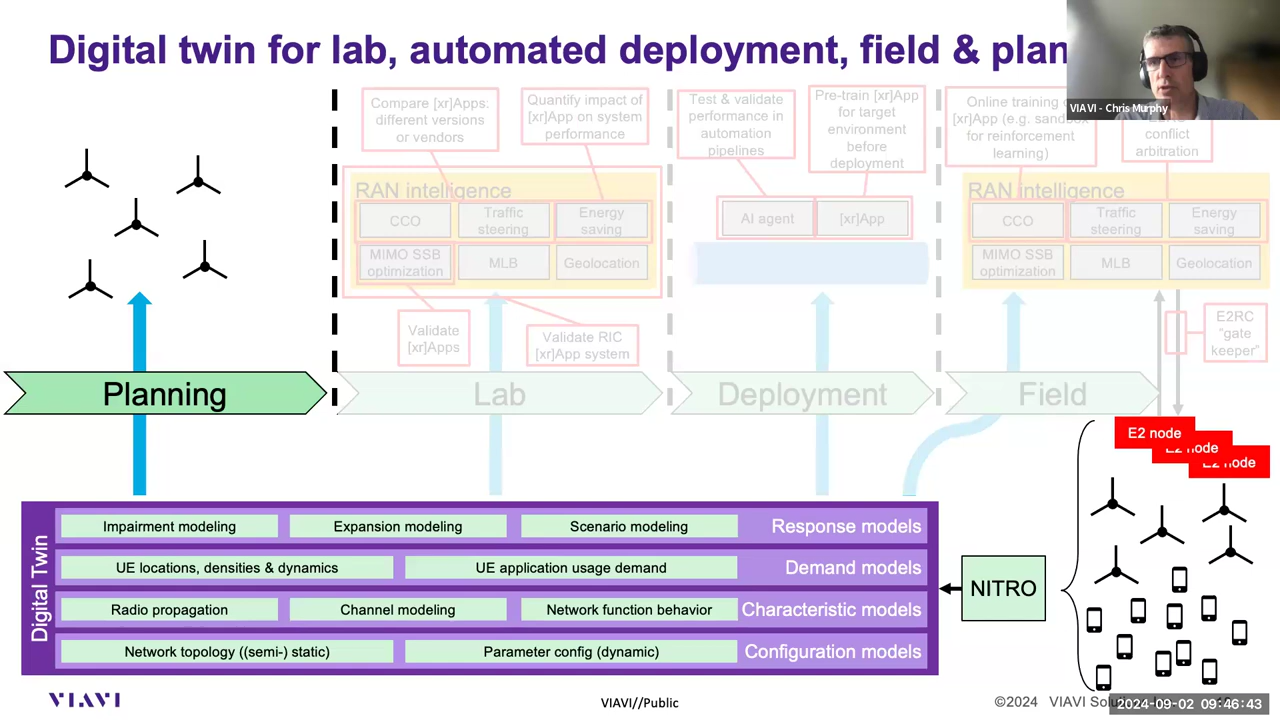 Digital twin for lab, automated deployment, field & plan
VIAVI - Chris Murphy
Compare [xr]Apps:
different versions
or vendors
Quantify impact of
[xr]App on system
performance
Test & validate
performance in
automation
pipelines
Pre-train [xr]App
for target
environment
before
deployment
Online training
[xr]App (e.g. sandbox
for reinforcement
learning)
conflict
arbitration
RAN intelligence
CCO
Traffic
steering
Energy
saving
MIMO SSB
optimization
MLB
Geolocation
AI agent
[xr]App
RAN intelligence
CCO
Traffic
steering
Energy
saving
MIMO SSB
optimization
MLB
Geolocation
Validate
[xr]Apps
Validate RIC
[xr]App system
E2RC
“gate
keeper”
Planning
Lab
Deployment
Field
E2 node
E2 node
E2 node
Digital Twin
Impairment modeling
Expansion modeling
Scenario modeling
Response models
UE locations, densities & dynamics
UE application usage demand
Demand models
Radio propagation
Channel modeling
Network function behavior
Characteristic models
Network topology ((semi-) static)
Parameter config (dynamic)
Configuration models
NITRO
VIAVI
VIAVI//Public
©2024 VIAVI
2024-09-02 09:46:43